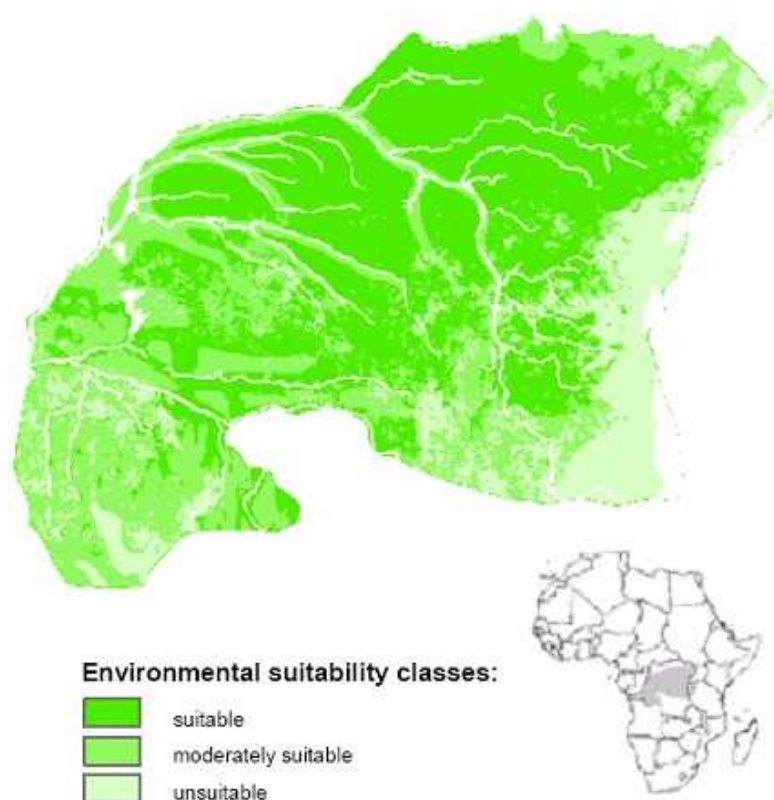 Environmental suitability classes:
suitable
moderately suitable
unsuitable